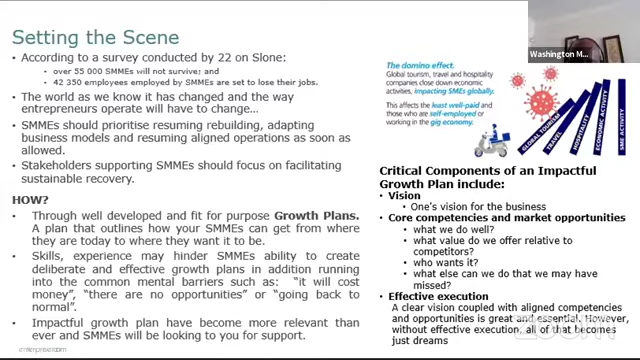 Setting the Scene
• According to a survey conducted by 22 on Slone:
• over 55 000 SMMEs will not survive; and
• 42 350 employees employed by SMMEs are set to lose their jobs.
• The world as we know it has changed and the way
entrepreneurs operate will have to change…
• SMMEs should prioritise resuming rebuilding, adapting
business models and resuming aligned operations as soon as
allowed.
• Stakeholders supporting SMMEs should focus on facilitating
sustainable recovery.
HOW?
• Through well developed and fit for purpose Growth Plans.
A plan that outlines how your SMMEs can get from where
they are today to where they want it to be.
• Skills, experience may hinder SMMEs ability to create
deliberate and effective growth plans in addition running
into the common mental barriers such as: "it will cost
money", "there are no opportunities" or "going back to
normal".
• Impactful growth plan have become more relevant
than ever and SMMEs will be looking to you for support.
enterpriseroom
The domino effect.
Global tourism, travel and hospitality
companies close down economic
activities, impacting SMEs globally.
This affects the least well-paid and
those who are self-employed or
working in the gig economy.
GLOBAL TOURISM
TRAVEL
HOSPITALITY
ECONOMIC ACTIVITY
SME ACTIVITY
Critical Components of an Impactful
Growth Plan include:
• Vision
• One's vision for the business
• Core competencies and market opportunities
• what we do well?
• what value do we offer relative to
competitors?
• who wants it?
• what else can we do that we may have
missed?
• Effective execution
• A clear vision coupled with aligned competencies
and opportunities is great and essential. However,
without effective execution, all of that becomes
just dreams
Washington M...
zoom